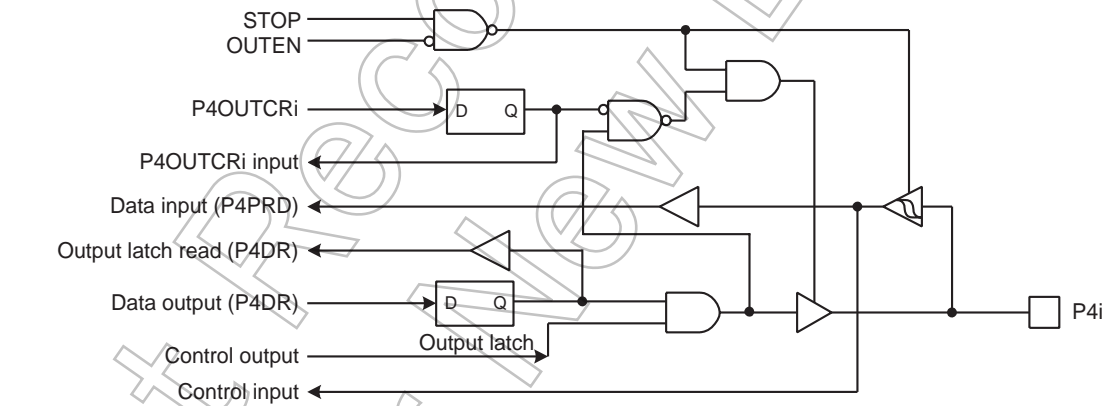 STOP
OUTEN
P4OUTCRi
D Q
P4OUTCRi input
Data input (P4PRD)
Output latch read (P4DR)
Data output (P4DR)
D Q
Output latch
Control output
Control input
P4i